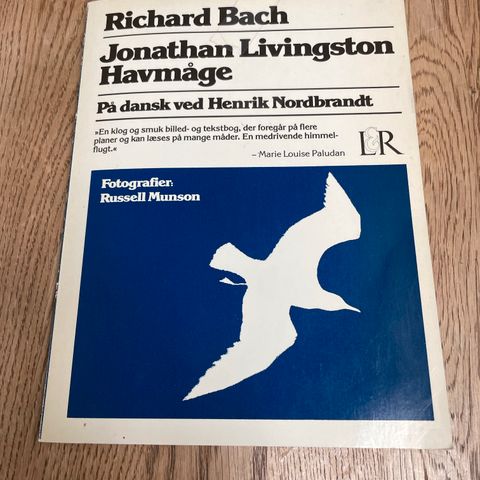 Richard Bach
Jonathan Livingston
Havmåge
På dansk ved Henrik Nordbrandt
»En klog og smuk billed- og tekstbog, der foregår på flere
planer og kan læses på mange måder. En medrivende himmel-
flugt.«
– Marie Louise Paludan
L&R
Fotografier:
Russell Munson